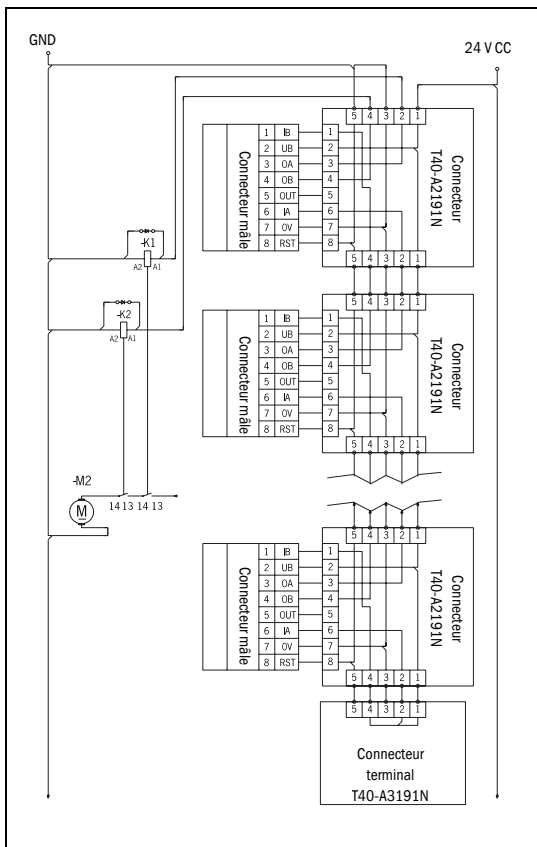 GND
24 V CC
5 4 3 2 1
1 IB 1
2 UB 2
3 OA 3
4 OB 4
5 OUT 5
6 IA 6
7 OV 7
8 RST 8
Connecteur mâle
Connecteur
T40-A2191N
5 4 3 2 1
-K1
A2 A1
5 4 3 2 1
1 IB 1
2 UB 2
3 OA 3
4 OB 4
5 OUT 5
6 IA 6
7 OV 7
8 RST 8
Connecteur mâle
Connecteur
T40-A2191N
5 4 3 2 1
-K2
A2 A1
-M2
M
14 13 14 13
5 4 3 2 1
1 IB 1
2 UB 2
3 OA 3
4 OB 4
5 OUT 5
6 IA 6
7 OV 7
8 RST 8
Connecteur mâle
Connecteur
T40-A2191N
5 4 3 2 1
5 4 3 2 1
Connecteur
terminal
T40-A3191N